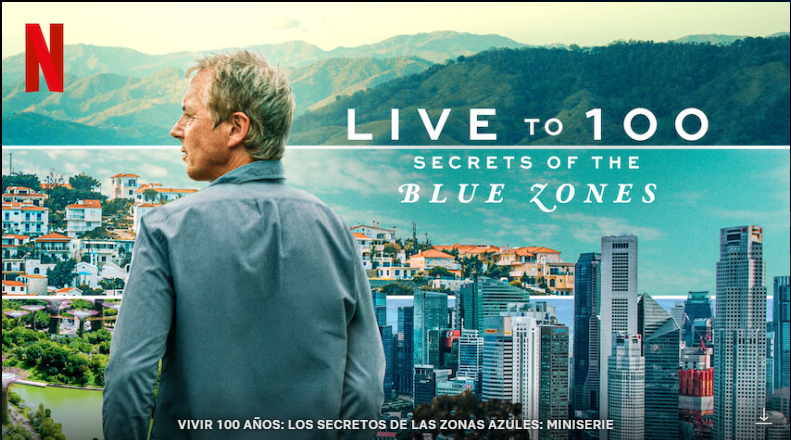 N
LIVE TO 100
SECRETS OF THE
BLUE ZONES
VIVIR 100 AÑOS: LOS SECRETOS DE LAS ZONAS AZULES: MINISERIE